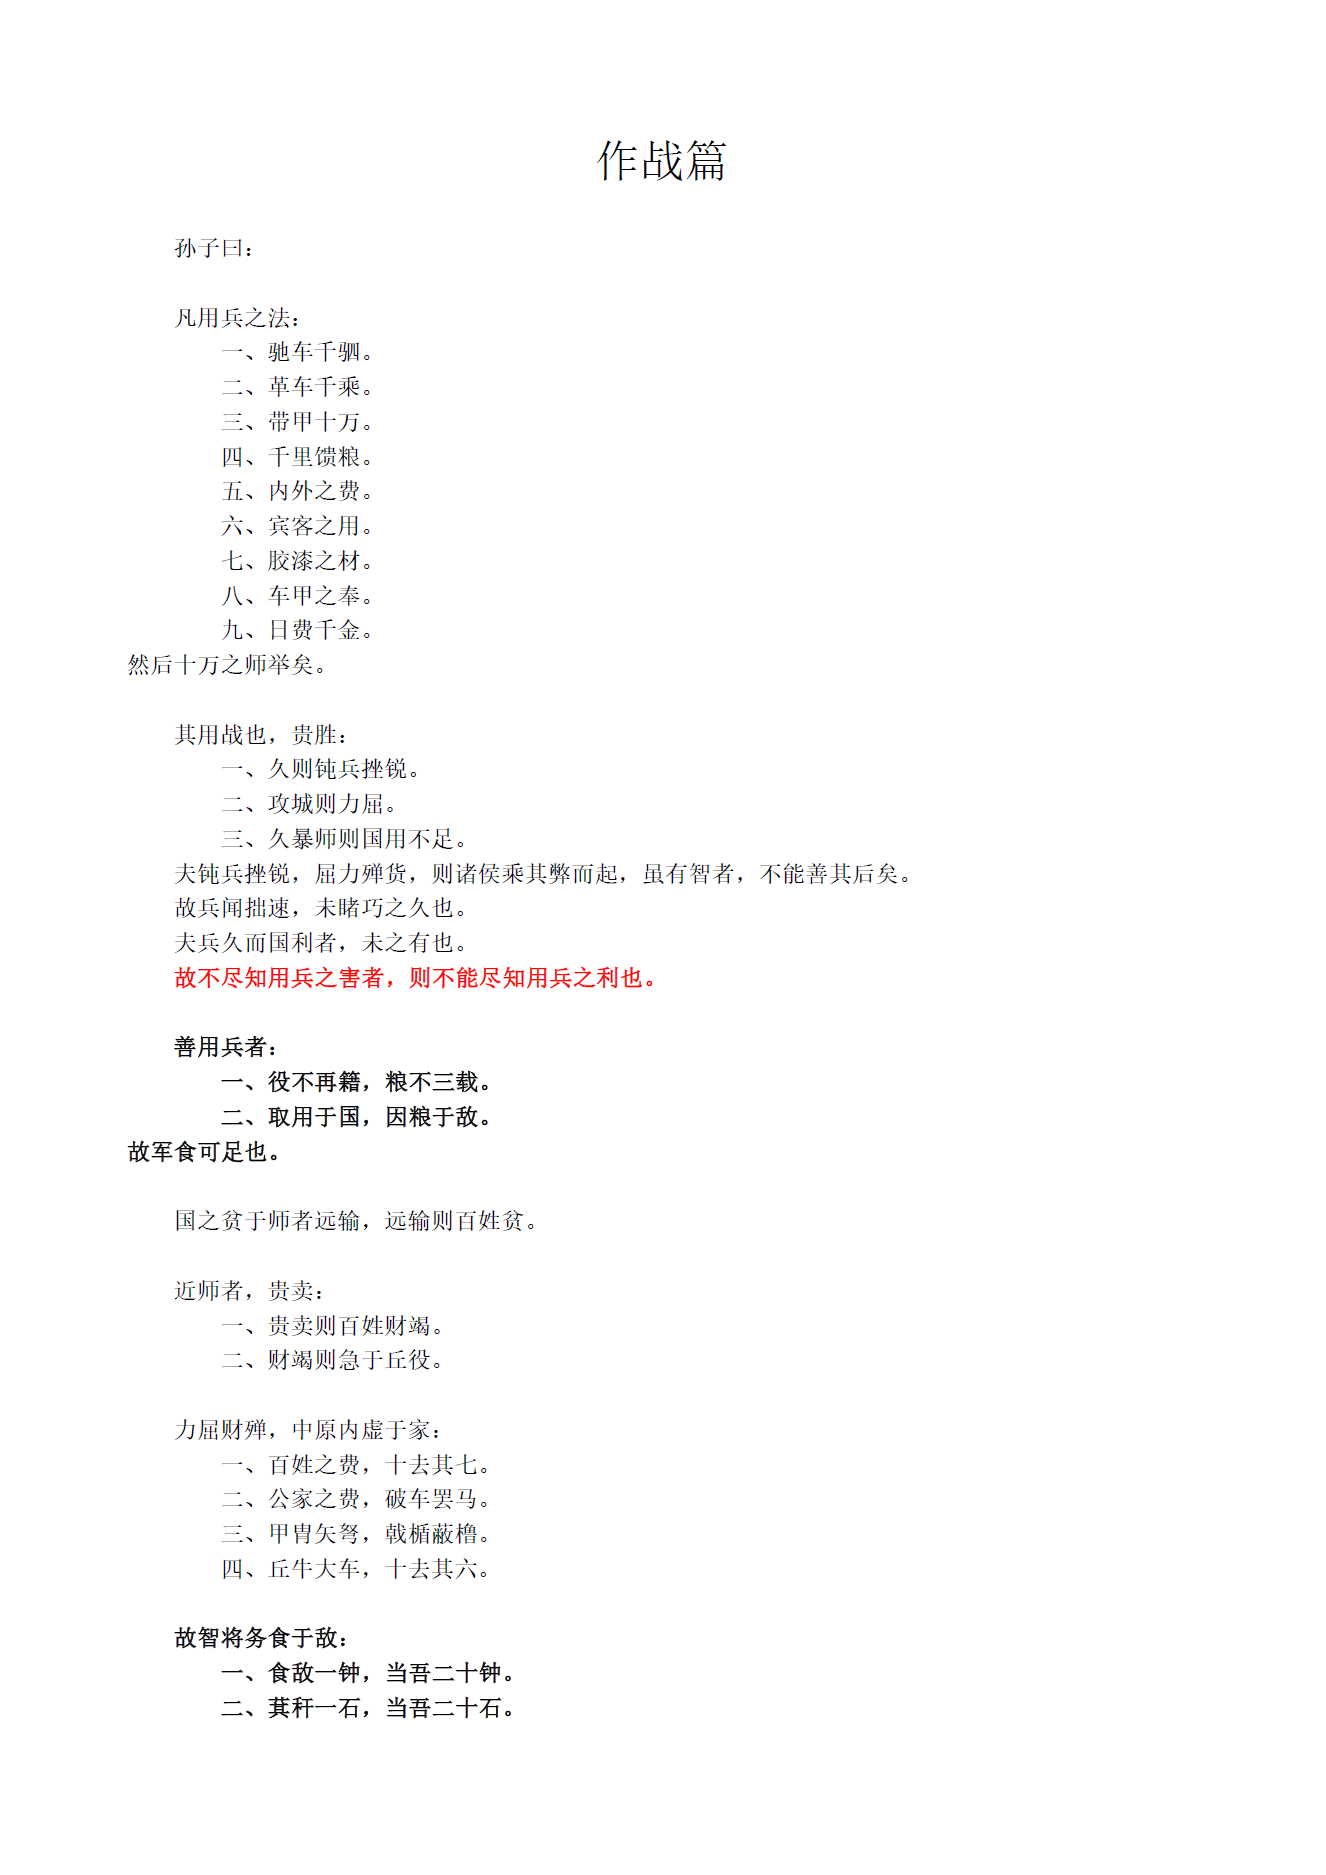 作战篇
孙子曰：
凡用兵之法：
一、驰车千驷。
二、革车千乘。
三、带甲十万。
四、千里馈粮。
五、内外之费。
六、宾客之用。
七、胶漆之材。
八、车甲之奉。
九、日费千金。
然后十万之师举矣。
其用战也，贵胜：
一、久则钝兵挫锐。
二、攻城则力屈。
三、久暴师则国用不足。
夫钝兵挫锐，屈力殚货，则诸侯乘其弊而起，虽有智者，不能善其后矣。
故兵闻拙速，未睹巧之久也。
夫兵久而国利者，未之有也。
故不尽知用兵之害者，则不能尽知用兵之利也。
善用兵者：
一、役不再籍，粮不三载。
二、取用于国，因粮于敌。
故军食可足也。
国之贫于师者远输，远输则百姓贫。
近师者，贵卖：
一、贵卖则百姓财竭。
二、财竭则急于丘役。
力屈财殚，中原内虚于家：
一、百姓之费，十去其七。
二、公家之费，破车罢马。
三、甲胄矢弩，戟楯蔽橹。
四、丘牛大车，十去其六。
故智将务食于敌：
一、食敌一钟，当吾二十钟。
二、萁秆一石，当吾二十石。